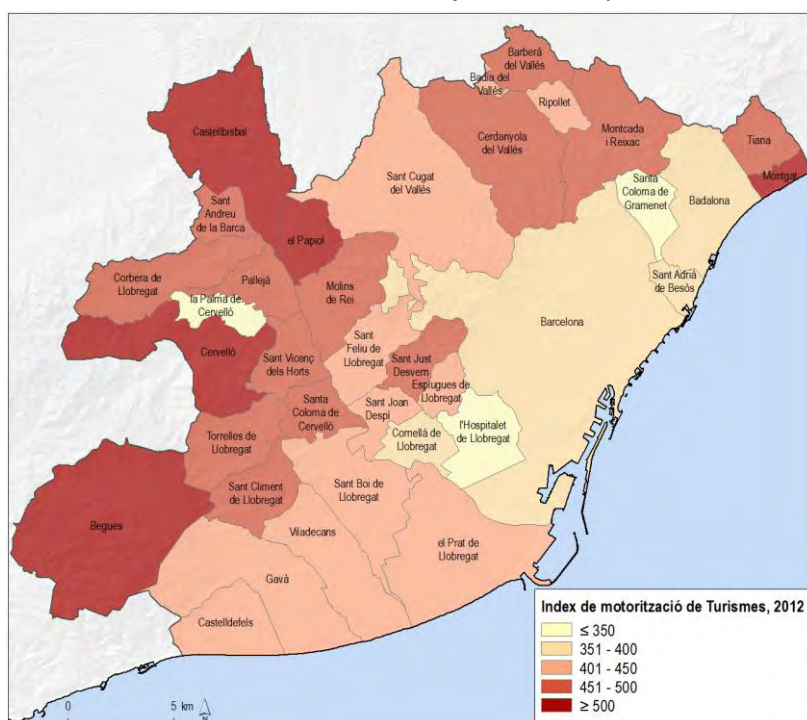 Barberà
del Vallès
Badia del
Vallès
Ripollet
Castellbisbal
Cerdanyola
del Vallès
Montcada
i Reixac
Tiana
Montgat
Sant Cugat
del Vallès
Santa
Coloma de
Gramenet
Badalona
Sant
Andreu
de la Barca
el Papiol
Sant Adrià
de Besòs
Corbera de
Llobregat
Pallejà
Molins
de Rei
la Palma de
Cervelló
Barcelona
Cervelló
Sant
Feliu de
Llobregat
Sant Vicenç
dels Horts
Sant Just
Desvern
Esplugues de
Llobregat
Santa
Coloma de
Cervelló
Sant Joan
Despí
l'Hospitalet
de Llobregat
Cornellà de
Llobregat
Torrelles de
Llobregat
Sant Climent
de Llobregat
Sant Boi de
Llobregat
Begues
Viladecans
el Prat de
Llobregat
Gavà
Castelldefels
Index de motorització de Turismes, 2012
≤ 350
351 - 400
401 - 450
451 - 500
≥ 500
0 5 km
N